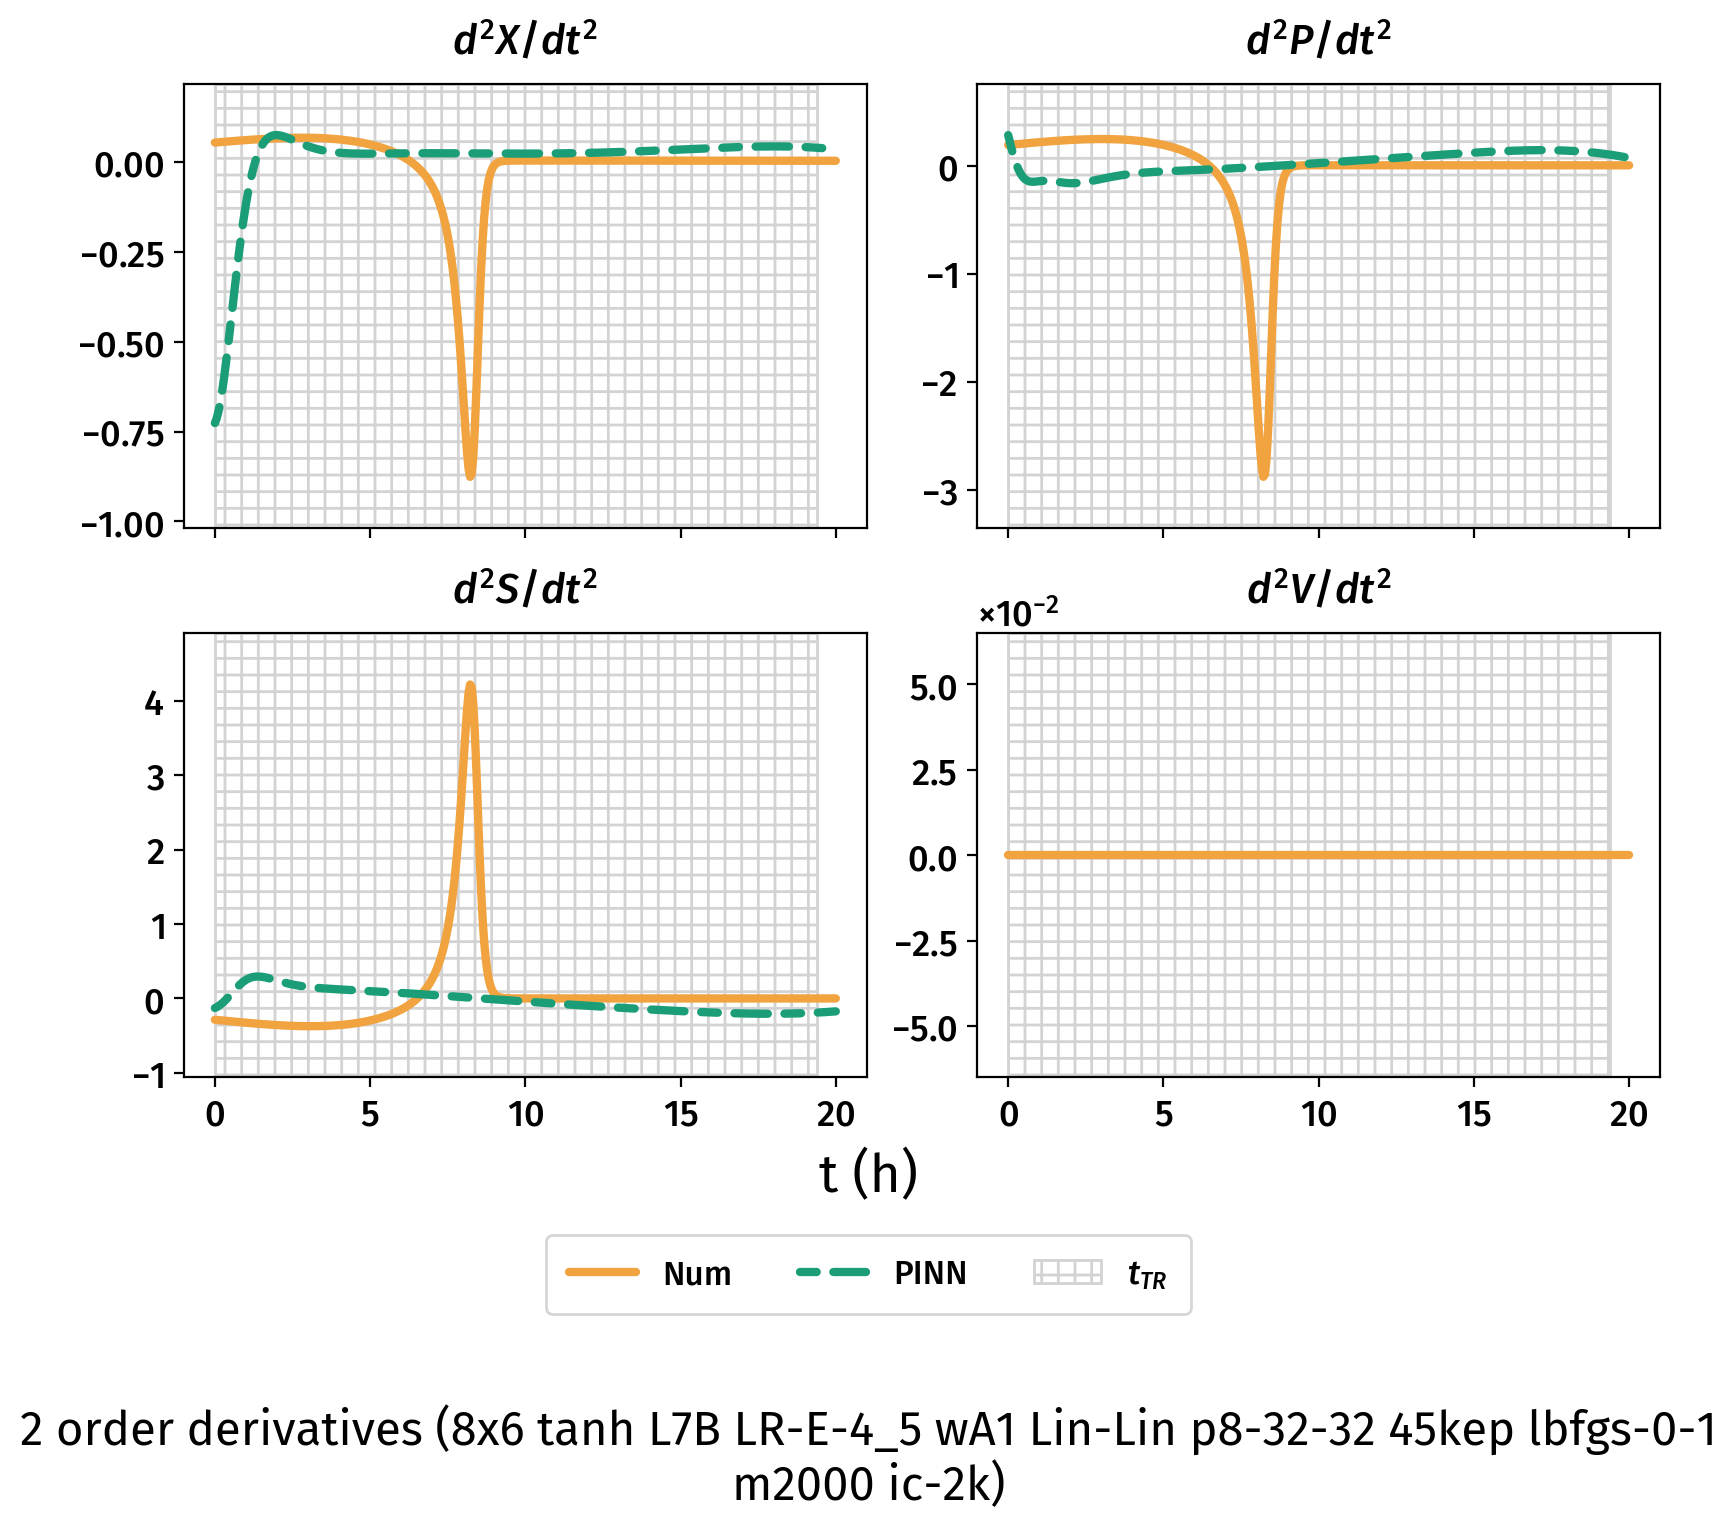 d²X/dt²
d²P/dt²
0.00
−0.25
−0.50
−0.75
−1.00
0
−1
−2
−3
d²S/dt²
d²V/dt²
×10⁻²
4
3
2
1
0
−1
5.0
2.5
0.0
−2.5
−5.0
0 5 10 15 20
0 5 10 15 20
t (h)
Num PINN t_TR
2 order derivatives (8x6 tanh L7B LR-E-4_5 wA1 Lin-Lin p8-32-32 45kep lbfgs-0-1
m2000 ic-2k)